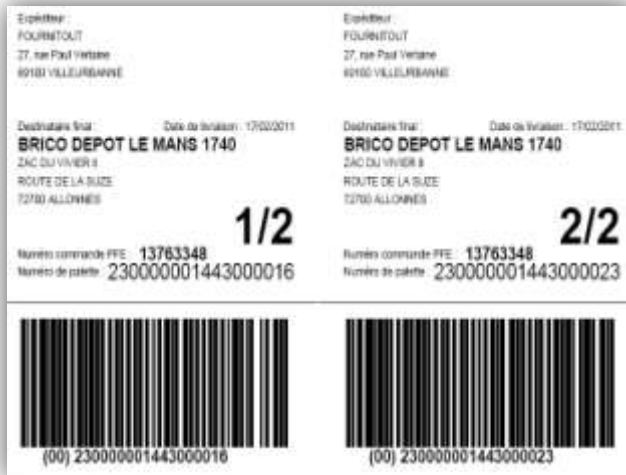 Expéditeur :
FOURNITOUT
27, rue Paul Verlaine
69100 VILLEURBANNE
Destinataire final : Date de livraison : 17/02/2011
BRICO DEPOT LE MANS 1740
ZAC DU VIVIER II
ROUTE DE LA SUZE
72700 ALLONNES
1/2
Numéro commande PFE : 13763348
Numéro de palette : 230000001443000016
(00) 230000001443000016
Expéditeur :
FOURNITOUT
27, rue Paul Verlaine
69100 VILLEURBANNE
Destinataire final : Date de livraison : 17/02/2011
BRICO DEPOT LE MANS 1740
ZAC DU VIVIER II
ROUTE DE LA SUZE
72700 ALLONNES
2/2
Numéro commande PFE : 13763348
Numéro de palette : 230000001443000023
(00) 230000001443000023